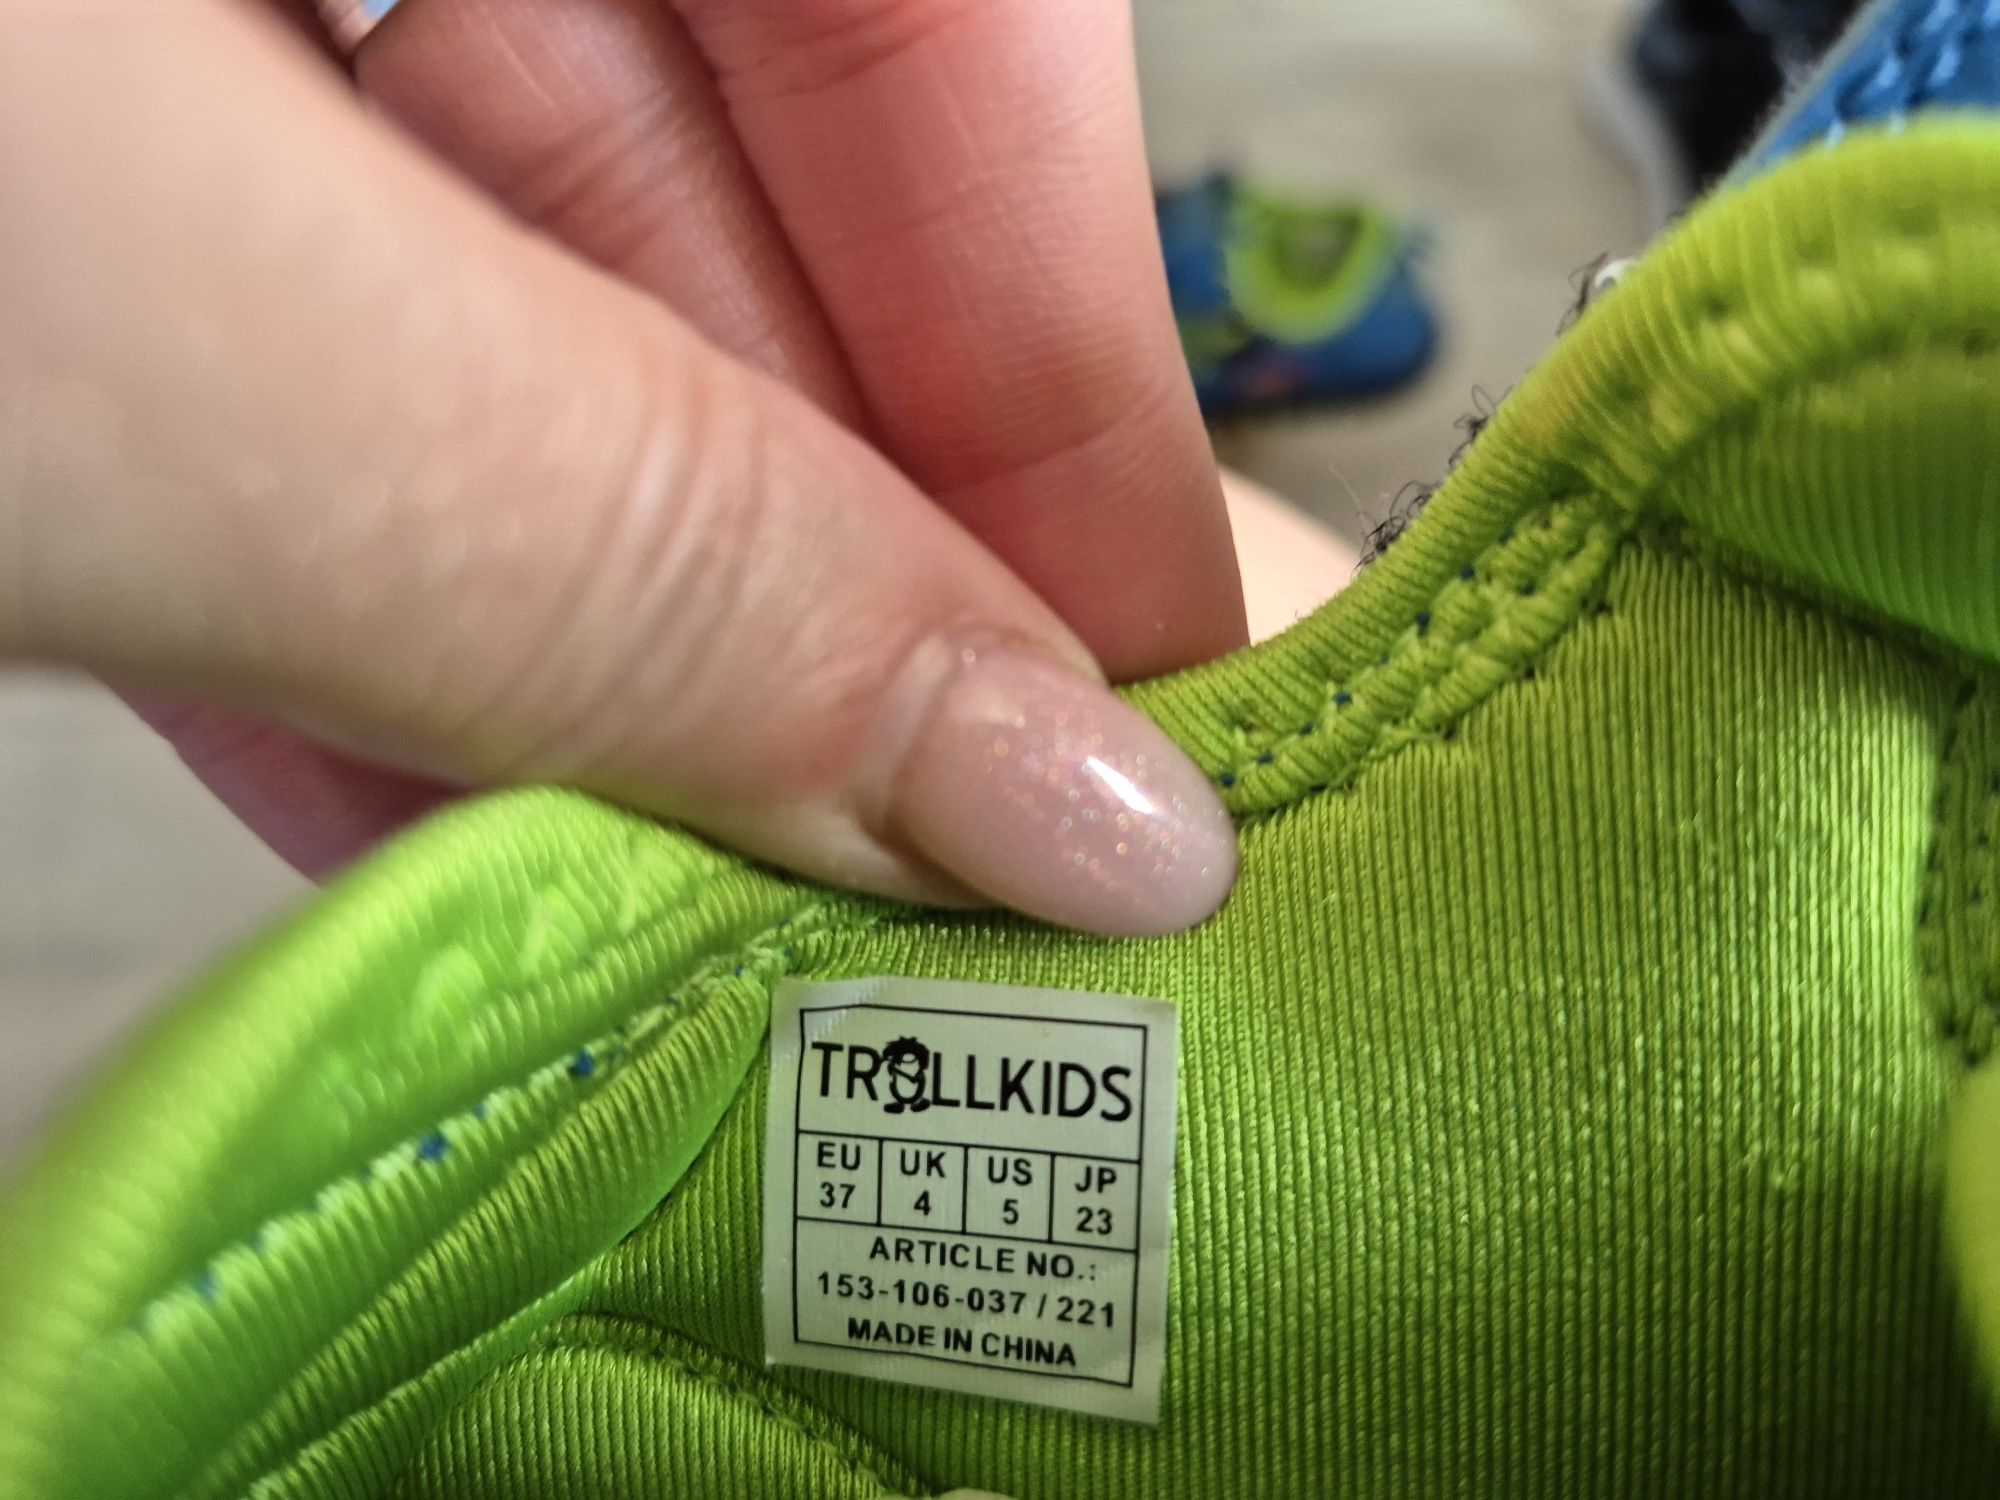 TROLLKIDS
EU UK US JP
37 4 5 23
ARTICLE NO.:
153-106-037 / 221
MADE IN CHINA